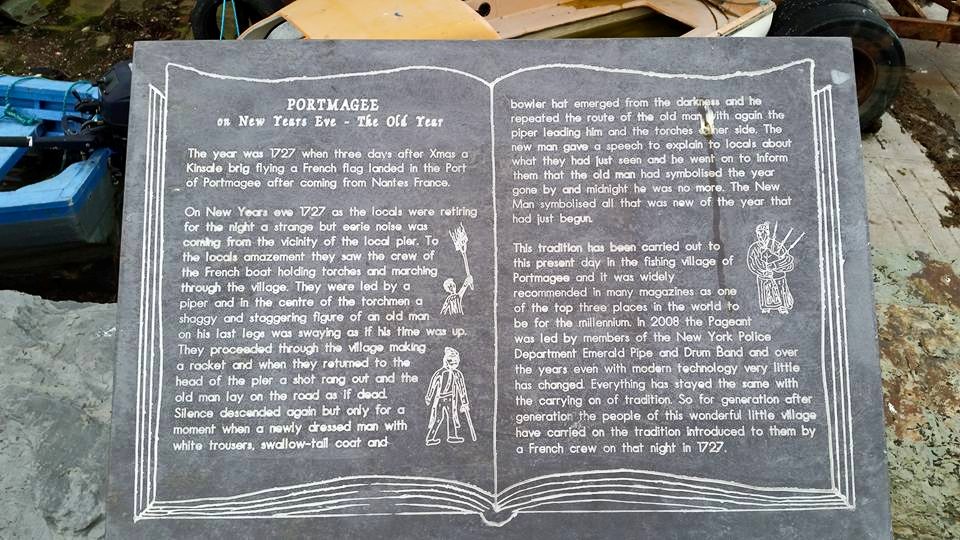 PORTMAGEE
on New Years Eve - The Old Year
The year was 1727 when three days after Xmas a
Kinsale brig flying a French flag landed in the Port
of Portmagee after coming from Nantes France.
On New Years eve 1727 as the locals were retiring
for the night a strange but eerie noise was
coming from the vicinity of the local pier. To
the locals amazement they saw the crew of
the French boat holding torches and marching
through the village. They were led by a
piper and in the centre of the torchmen a
shaggy and staggering figure of an old man
on his last legs was swaying as if his time was up.
They proceeded through the village making
a racket and when they returned to the
head of the pier a shot rang out and the
old man lay on the road as if dead.
Silence descended again but only for a
moment when a newly dressed man with
white trousers, swallow-tail coat and
bowler hat emerged from the darkness and he
repeated the route of the old man with again the
piper leading him and the torches other side. The
new man gave a speech to explain to locals about
what they had just seen and he went on to inform
them that the old man had symbolised the year
gone by and midnight he was no more. The New
Man symbolised all that was new of the year that
had just begun.
This tradition has been carried out to
this present day in the fishing village of
Portmagee and it was widely
recommended in many magazines as one
of the top three places in the world to
be for the millennium. In 2008 the Pageant
was led by members of the New York Police
Department Emerald Pipe and Drum Band and over
the years even with modern technology very little
has changed. Everything has stayed the same with
the carrying on of tradition. So for generation after
generation the people of this wonderful little village
have carried on the tradition introduced to them by
a French crew on that night in 1727.